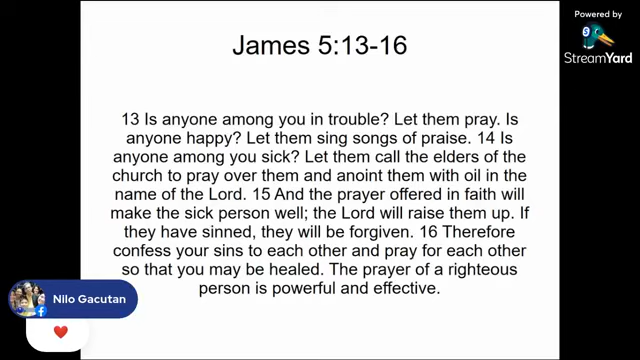 James 5:13-16
Powered by
StreamYard
13 Is anyone among you in trouble? Let them pray. Is
anyone happy? Let them sing songs of praise. 14 Is
anyone among you sick? Let them call the elders of the
church to pray over them and anoint them with oil in the
name of the Lord. 15 And the prayer offered in faith will
make the sick person well; the Lord will raise them up. If
they have sinned, they will be forgiven. 16 Therefore
confess your sins to each other and pray for each other
so that you may be healed. The prayer of a righteous
person is powerful and effective.
Nilo Gacutan